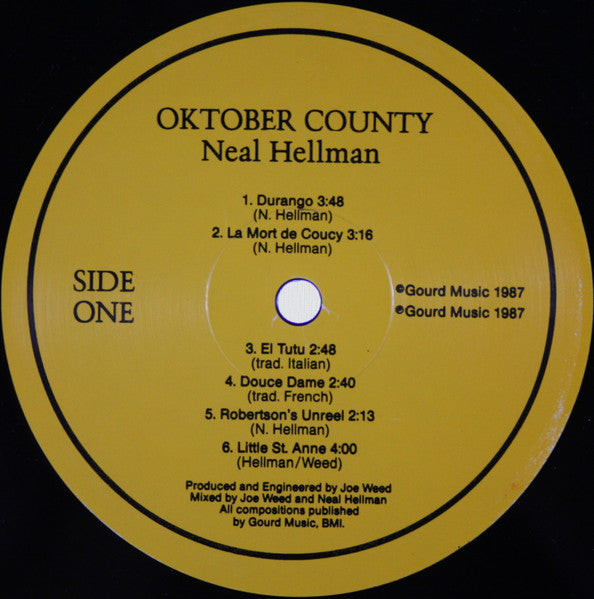 OKTOBER COUNTY
Neal Hellman
1. Durango 3:48
(N. Hellman)
2. La Mort de Coucy 3:16
(N. Hellman)
SIDE
ONE
℗Gourd Music 1987
©Gourd Music 1987
3. El Tutu 2:48
(trad. Italian)
4. Douce Dame 2:40
(trad. French)
5. Robertson's Unreel 2:13
(N. Hellman)
6. Little St. Anne 4:00
(Hellman/Weed)
Produced and Engineered by Joe Weed
Mixed by Joe Weed and Neal Hellman
All compositions published
by Gourd Music, BMI.